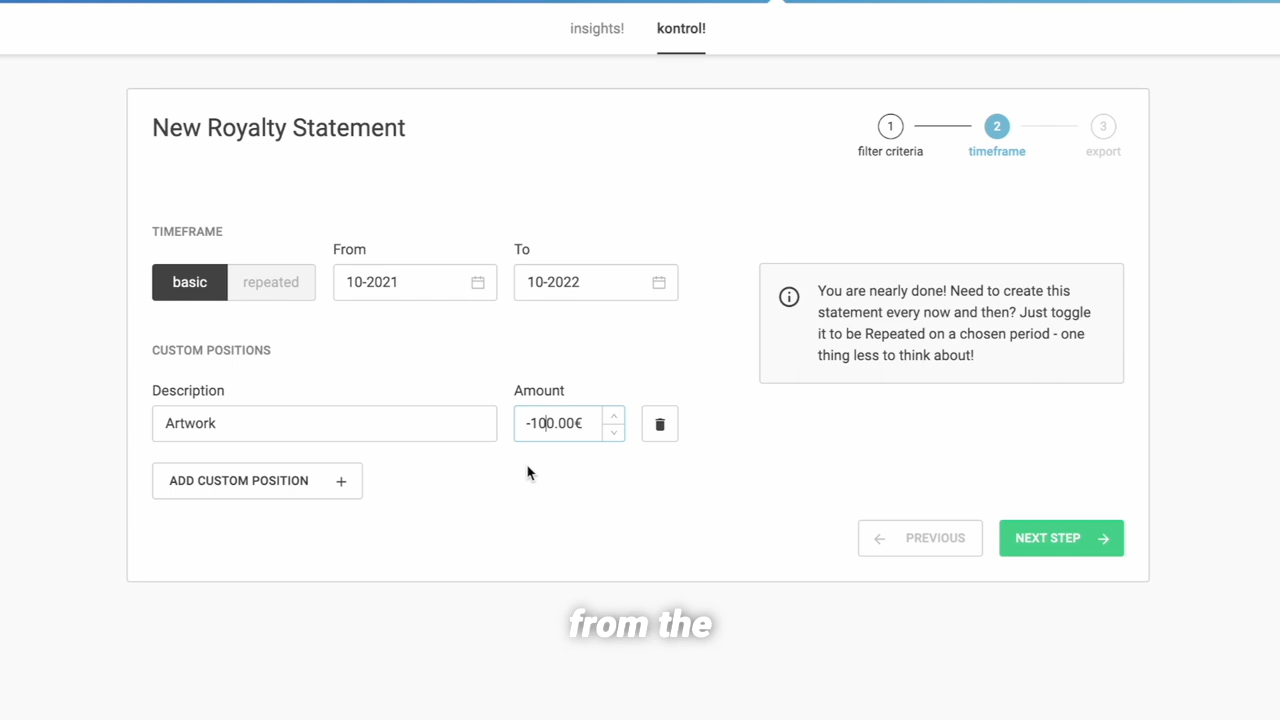 insights!
kontrol!
New Royalty Statement
1
2
3
filter criteria
timeframe
export
TIMEFRAME
From
To
basic
repeated
10-2021
10-2022
You are nearly done! Need to create this
statement every now and then? Just toggle
it to be Repeated on a chosen period - one
thing less to think about!
CUSTOM POSITIONS
Description
Amount
Artwork
-100.00€
ADD CUSTOM POSITION +
PREVIOUS
NEXT STEP
from the